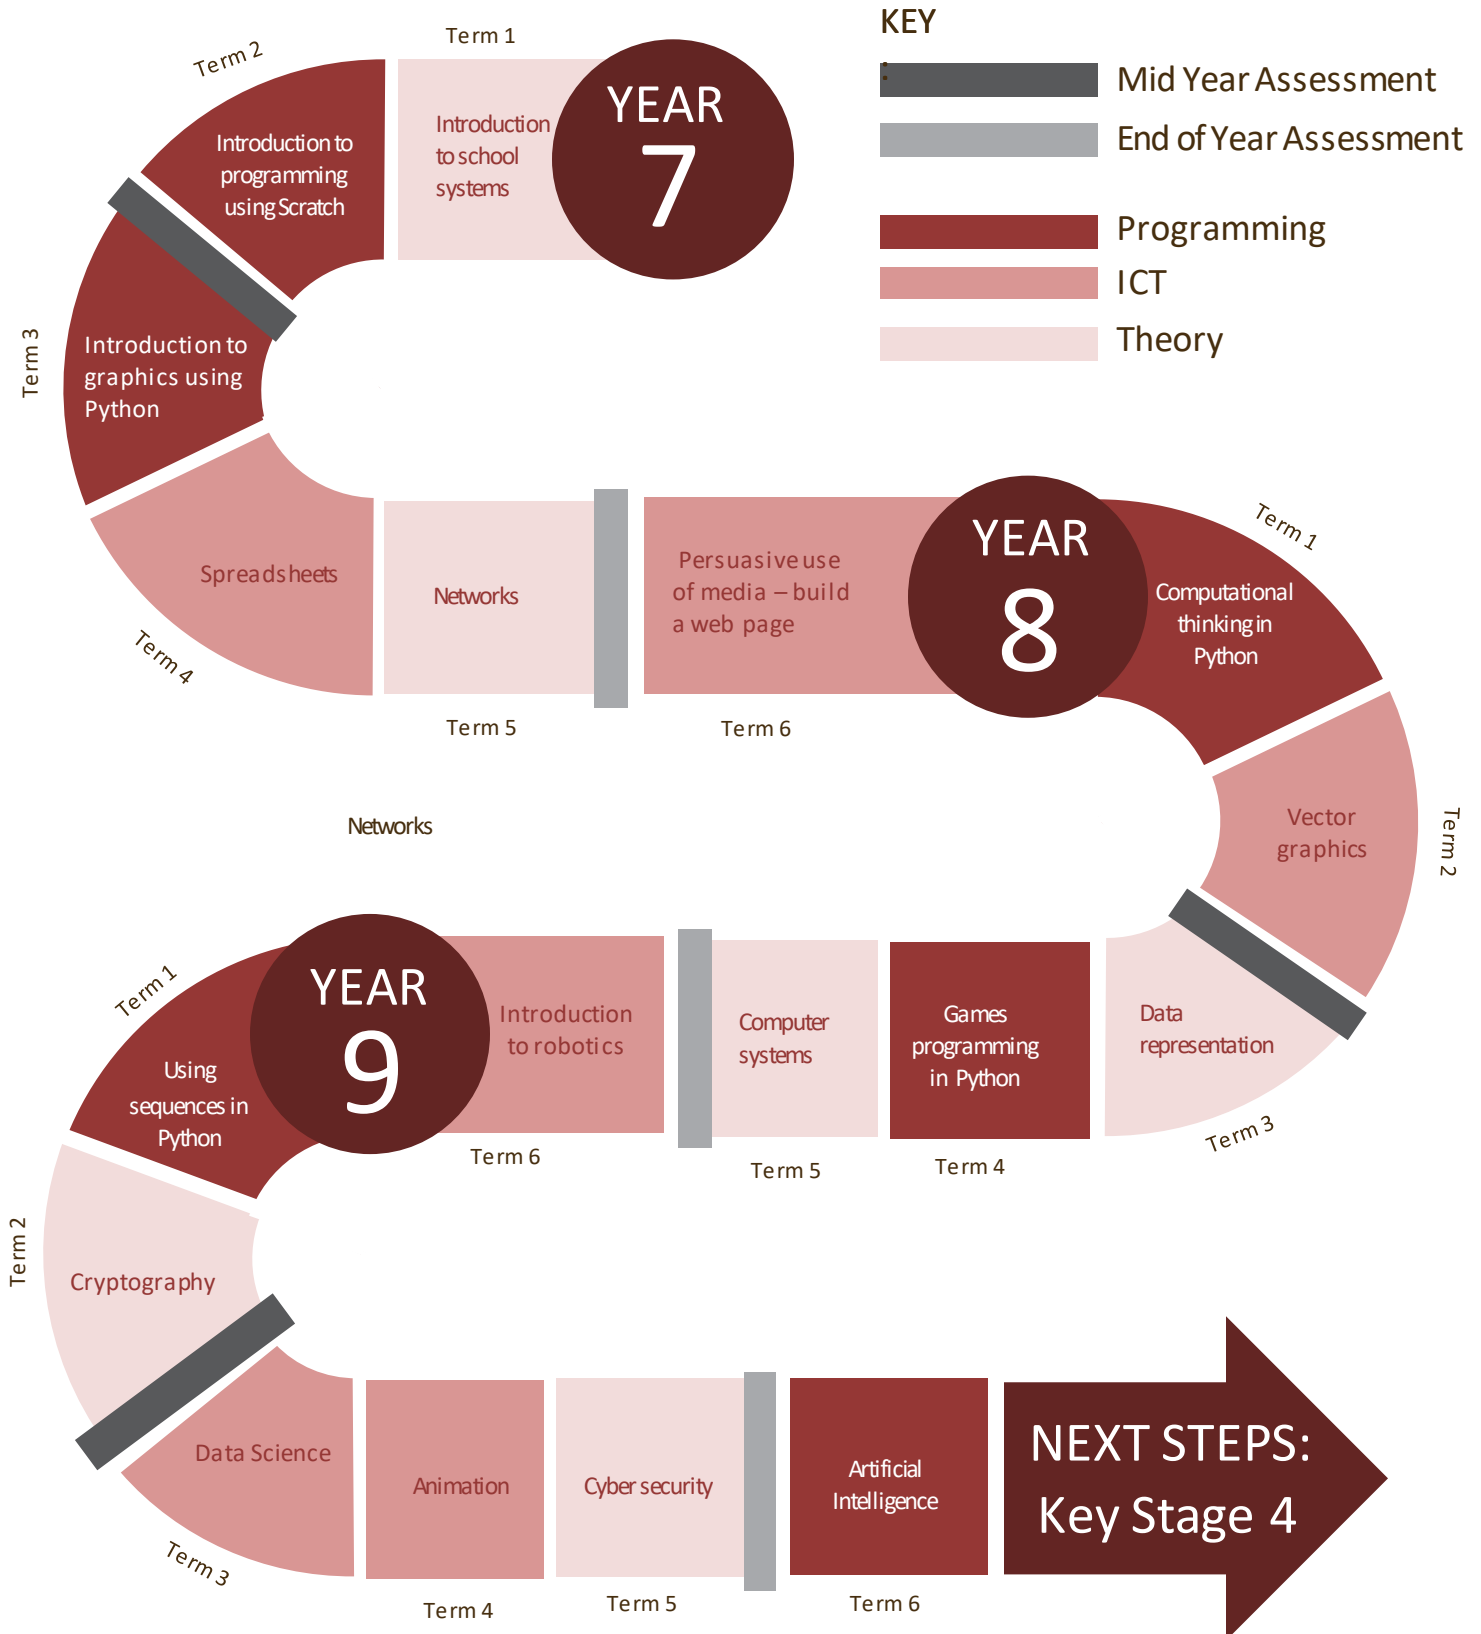 KEY
:
Mid Year Assessment
End of Year Assessment
Programming
ICT
Theory
YEAR
7
Term 1
Introduction
to school
systems
Term 2
Introduction to
programming
using Scratch
Term 3
Introduction to
graphics using
Python
Term 4
Spreadsheets
Networks
Term 5
Persuasive use
of media – build
a web page
Term 6
YEAR
8
Term 1
Computational
thinking in
Python
Term 2
Vector
graphics
Term 3
Data
representation
Games
programming
in Python
Term 4
Computer
systems
Term 5
Introduction
to robotics
Term 6
Networks
YEAR
9
Term 1
Using
sequences in
Python
Term 2
Cryptography
Term 3
Data Science
Animation
Term 4
Cyber security
Term 5
Artificial
Intelligence
Term 6
NEXT STEPS:
Key Stage 4